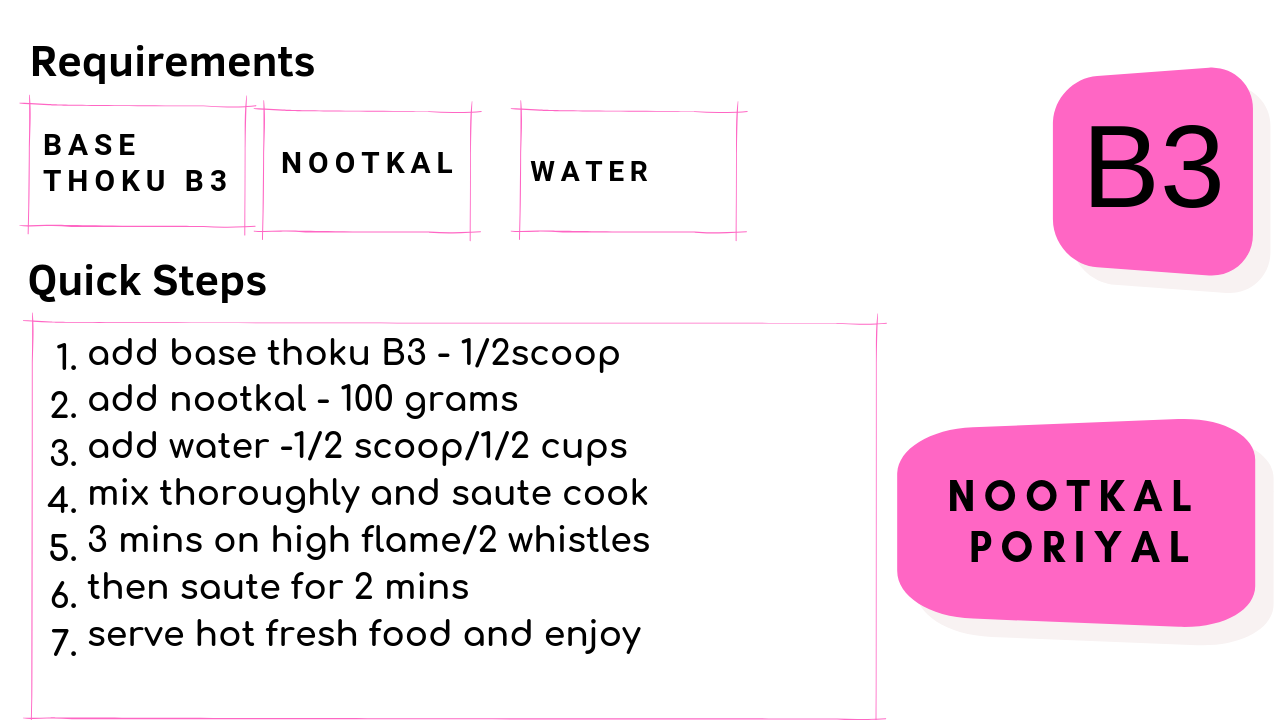 Requirements
BASE
THOKU B3
NOOTKAL
WATER
B3
Quick Steps
1. add base thoku B3 - 1/2scoop
2. add nootkal - 100 grams
3. add water -1/2 scoop/1/2 cups
4. mix thoroughly and saute cook
5. 3 mins on high flame/2 whistles
6. then saute for 2 mins
7. serve hot fresh food and enjoy
NOOTKAL
PORIYAL